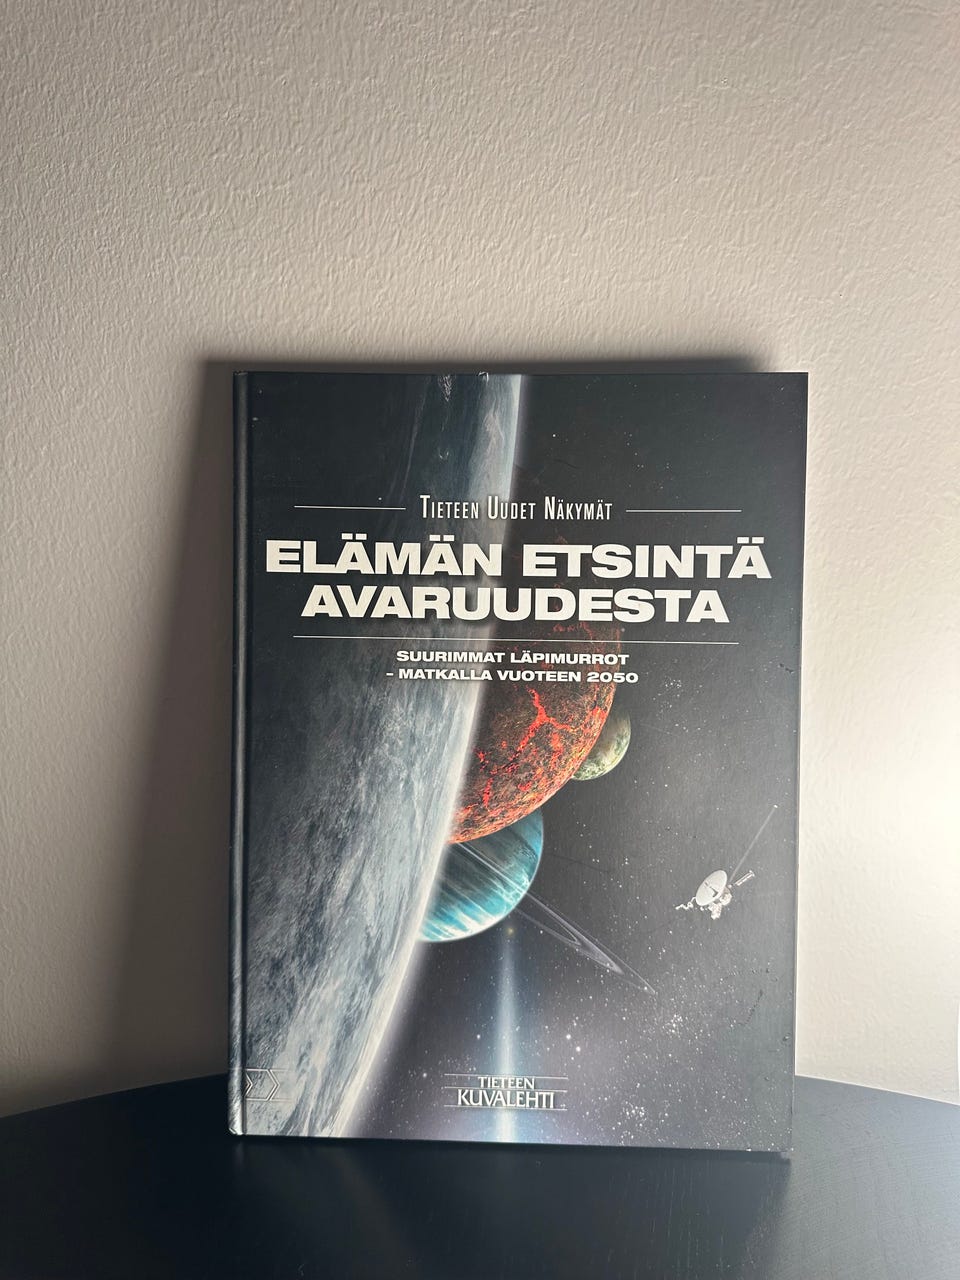 Tieteen Uudet Näkymät
ELÄMÄN ETSINTÄ
AVARUUDESTA
SUURIMMAT LÄPIMURROT
– MATKALLA VUOTEEN 2050
TIETEEN
KUVALEHTI